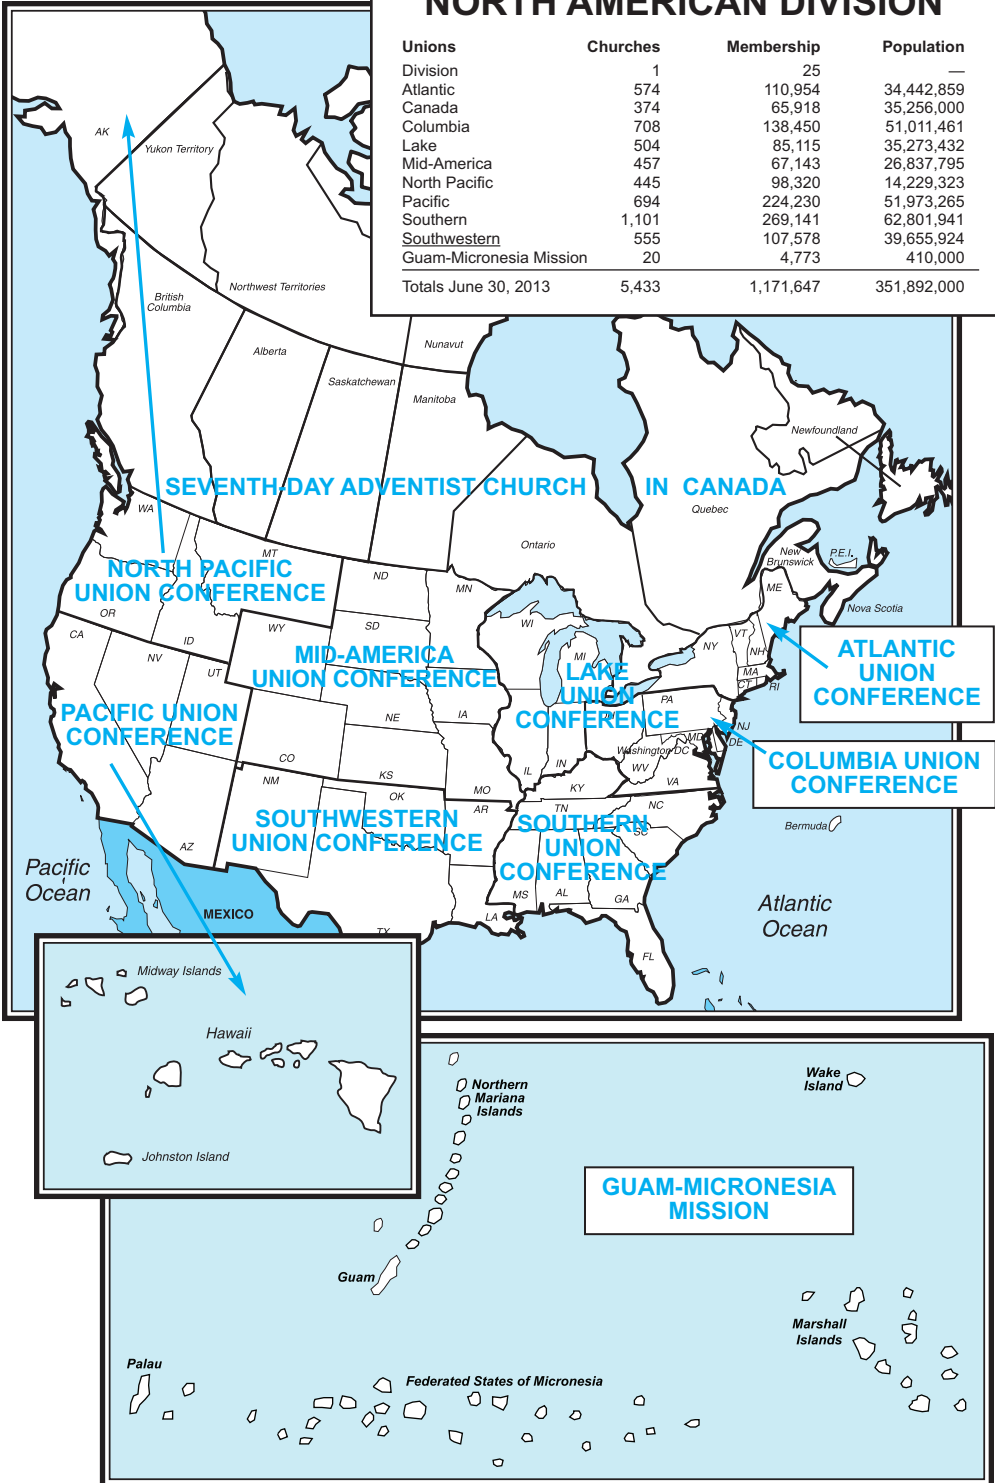 NORTH AMERICAN DIVISION
Unions Churches Membership Population
Division 1 25 —
Atlantic 574 110,954 34,442,859
Canada 374 65,918 35,256,000
Columbia 708 138,450 51,011,461
Lake 504 85,115 35,273,432
Mid-America 457 67,143 26,837,795
North Pacific 445 98,320 14,229,323
Pacific 694 224,230 51,973,265
Southern 1,101 269,141 62,801,941
Southwestern 555 107,578 39,655,924
Guam-Micronesia Mission 20 4,773 410,000
Totals June 30, 2013 5,433 1,171,647 351,892,000
AK
Yukon Territory
Northwest Territories
British
Columbia
Nunavut
Alberta
Saskatchewan
Manitoba
Newfoundland
SEVENTH-DAY ADVENTIST CHURCH IN CANADA
Quebec
WA
Ontario
New
Brunswick
P.E.I.
MT
NORTH PACIFIC
UNION CONFERENCE
ND
MN
ME
Nova Scotia
OR
ID
WY
SD
WI
CA
NV
UT
MID-AMERICA
UNION CONFERENCE
MI
NY
VT
NH
MA
CT
RI
ATLANTIC
UNION
CONFERENCE
LAKE
UNION
CONFERENCE
PA
PACIFIC UNION
CONFERENCE
NE
IA
NJ
MD
DE
Washington DC
COLUMBIA UNION
CONFERENCE
CO
KS
MO
IL
IN
WV
VA
KY
NM
OK
AR
TN
NC
SC
SOUTHWESTERN
UNION CONFERENCE
SOUTHERN
UNION
CONFERENCE
Bermuda
AZ
Pacific
Ocean
MEXICO
TX
LA
MS
AL
GA
FL
Atlantic
Ocean
Midway Islands
Hawaii
Johnston Island
Northern
Mariana
Islands
Wake
Island
GUAM-MICRONESIA
MISSION
Guam
Marshall
Islands
Palau
Federated States of Micronesia